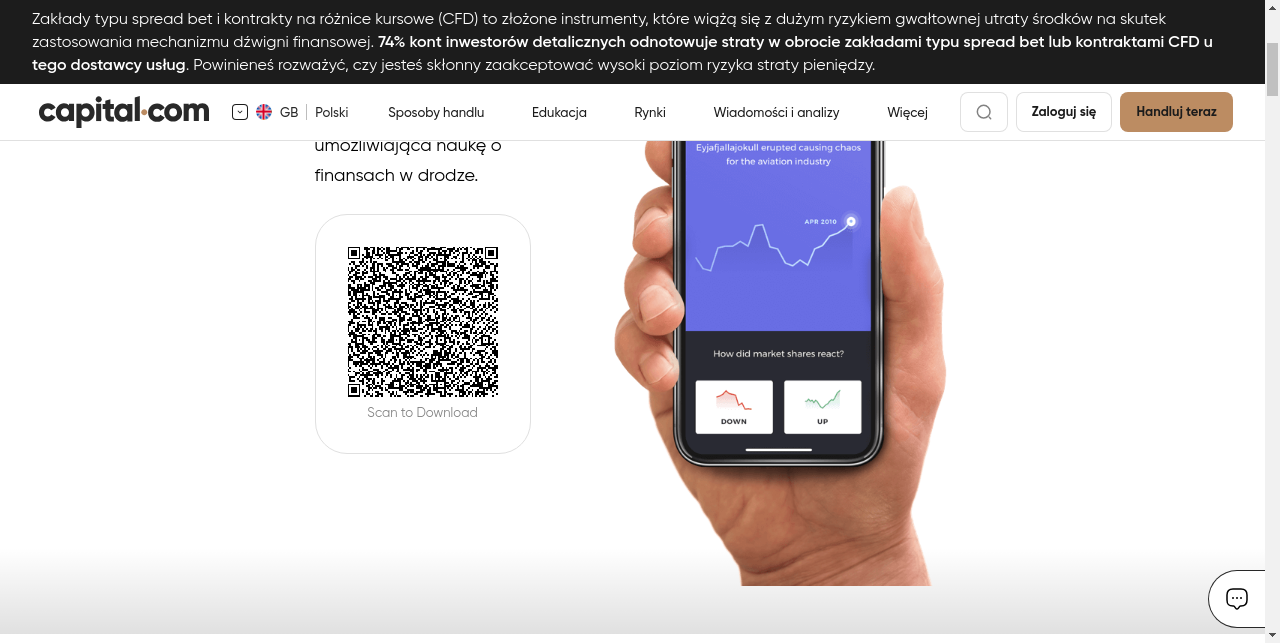 Zakłady typu spread bet i kontrakty na różnice kursowe (CFD) to złożone instrumenty, które wiążą się z dużym ryzykiem gwałtownej utraty środków na skutek
zastosowania mechanizmu dźwigni finansowej. 74% kont inwestorów detalicznych odnotowuje straty w obrocie zakładami typu spread bet lub kontraktami CFD u
tego dostawcy usług. Powinieneś rozważyć, czy jesteś skłonny zaakceptować wysoki poziom ryzyka straty pieniędzy.
capital.com GB Polski Sposoby handlu Edukacja Rynki Wiadomości i analizy Więcej Zaloguj się Handluj teraz
umożliwiająca naukę o
finansach w drodze.
Scan to Download
Eyjafjallajokull erupted causing chaos
for the aviation industry
APR 2010
How did market shares react?
DOWN UP